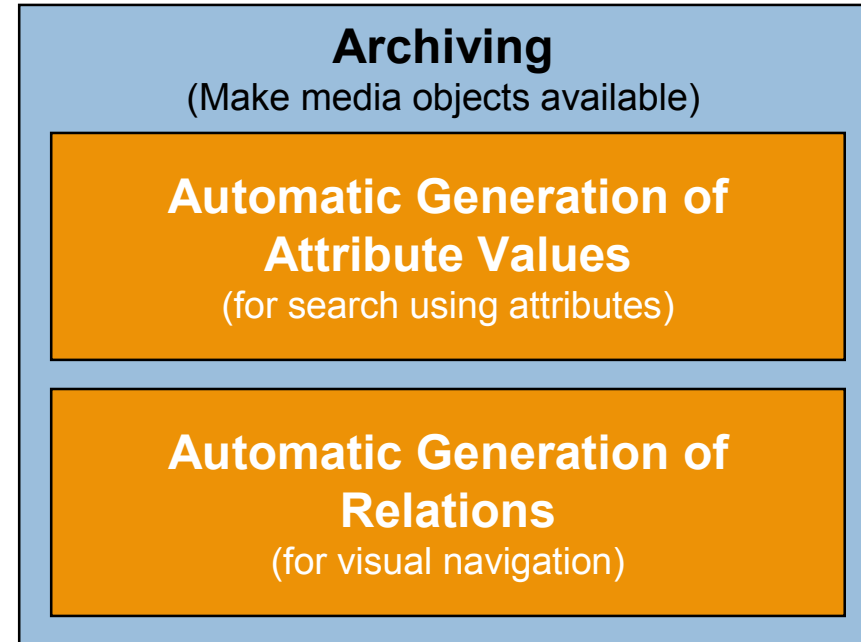 Archiving
(Make media objects available)
Automatic Generation of
Attribute Values
(for search using attributes)
Automatic Generation of
Relations
(for visual navigation)